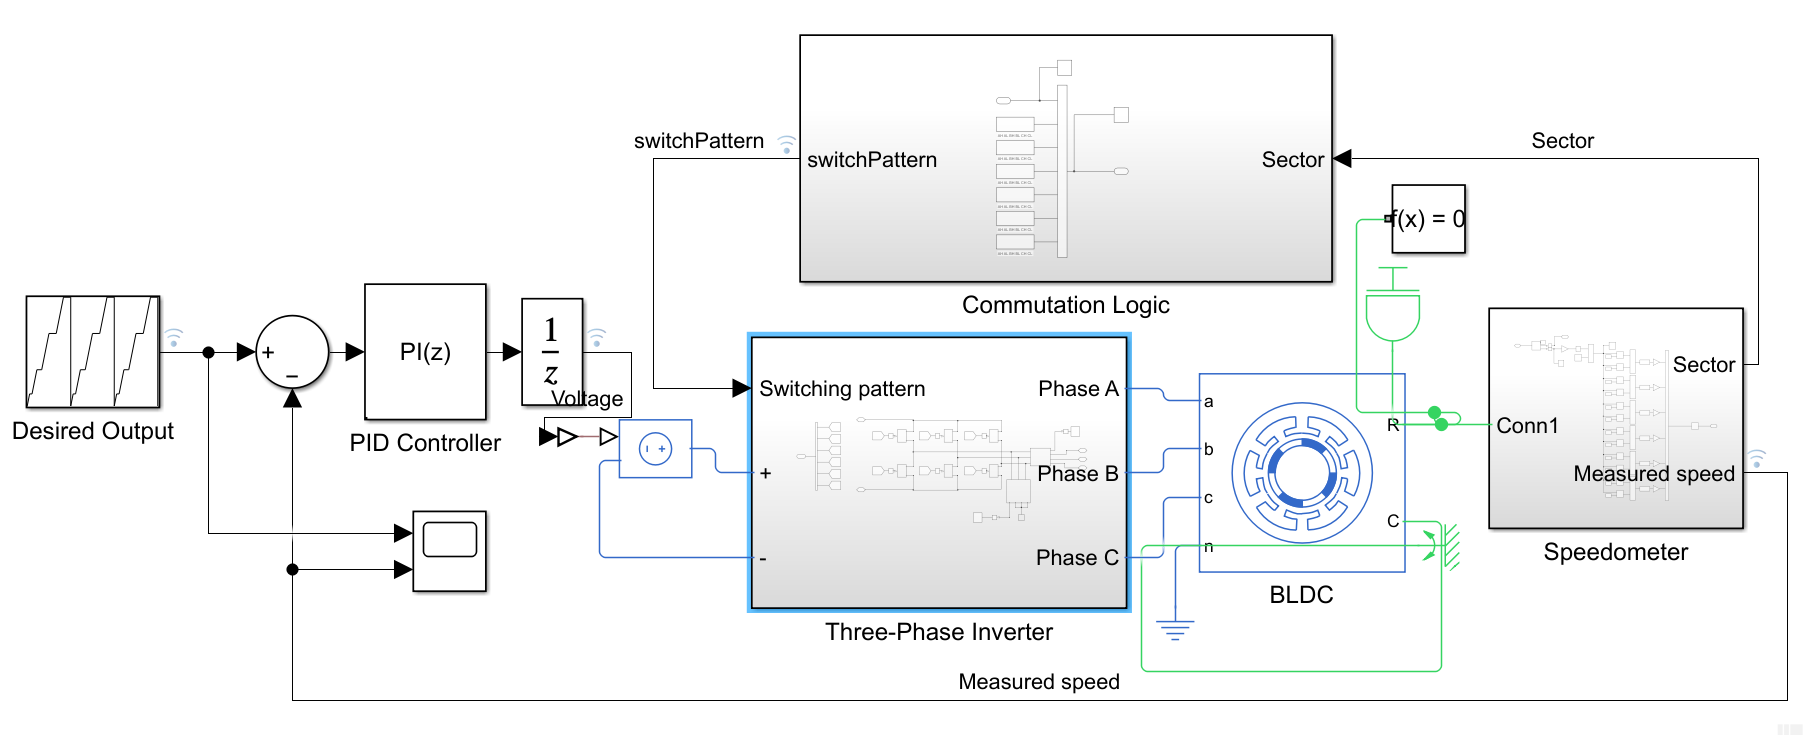 switchPattern
switchPattern
Sector
Sector
Commutation Logic
f(x) = 0
Desired Output
+
−
PI(z)
PID Controller
1
z
Voltage
Switching pattern
+
-
Phase A
Phase B
Phase C
Three-Phase Inverter
a
b
c
n
R
C
BLDC
Conn1
Sector
Measured speed
Speedometer
Measured speed